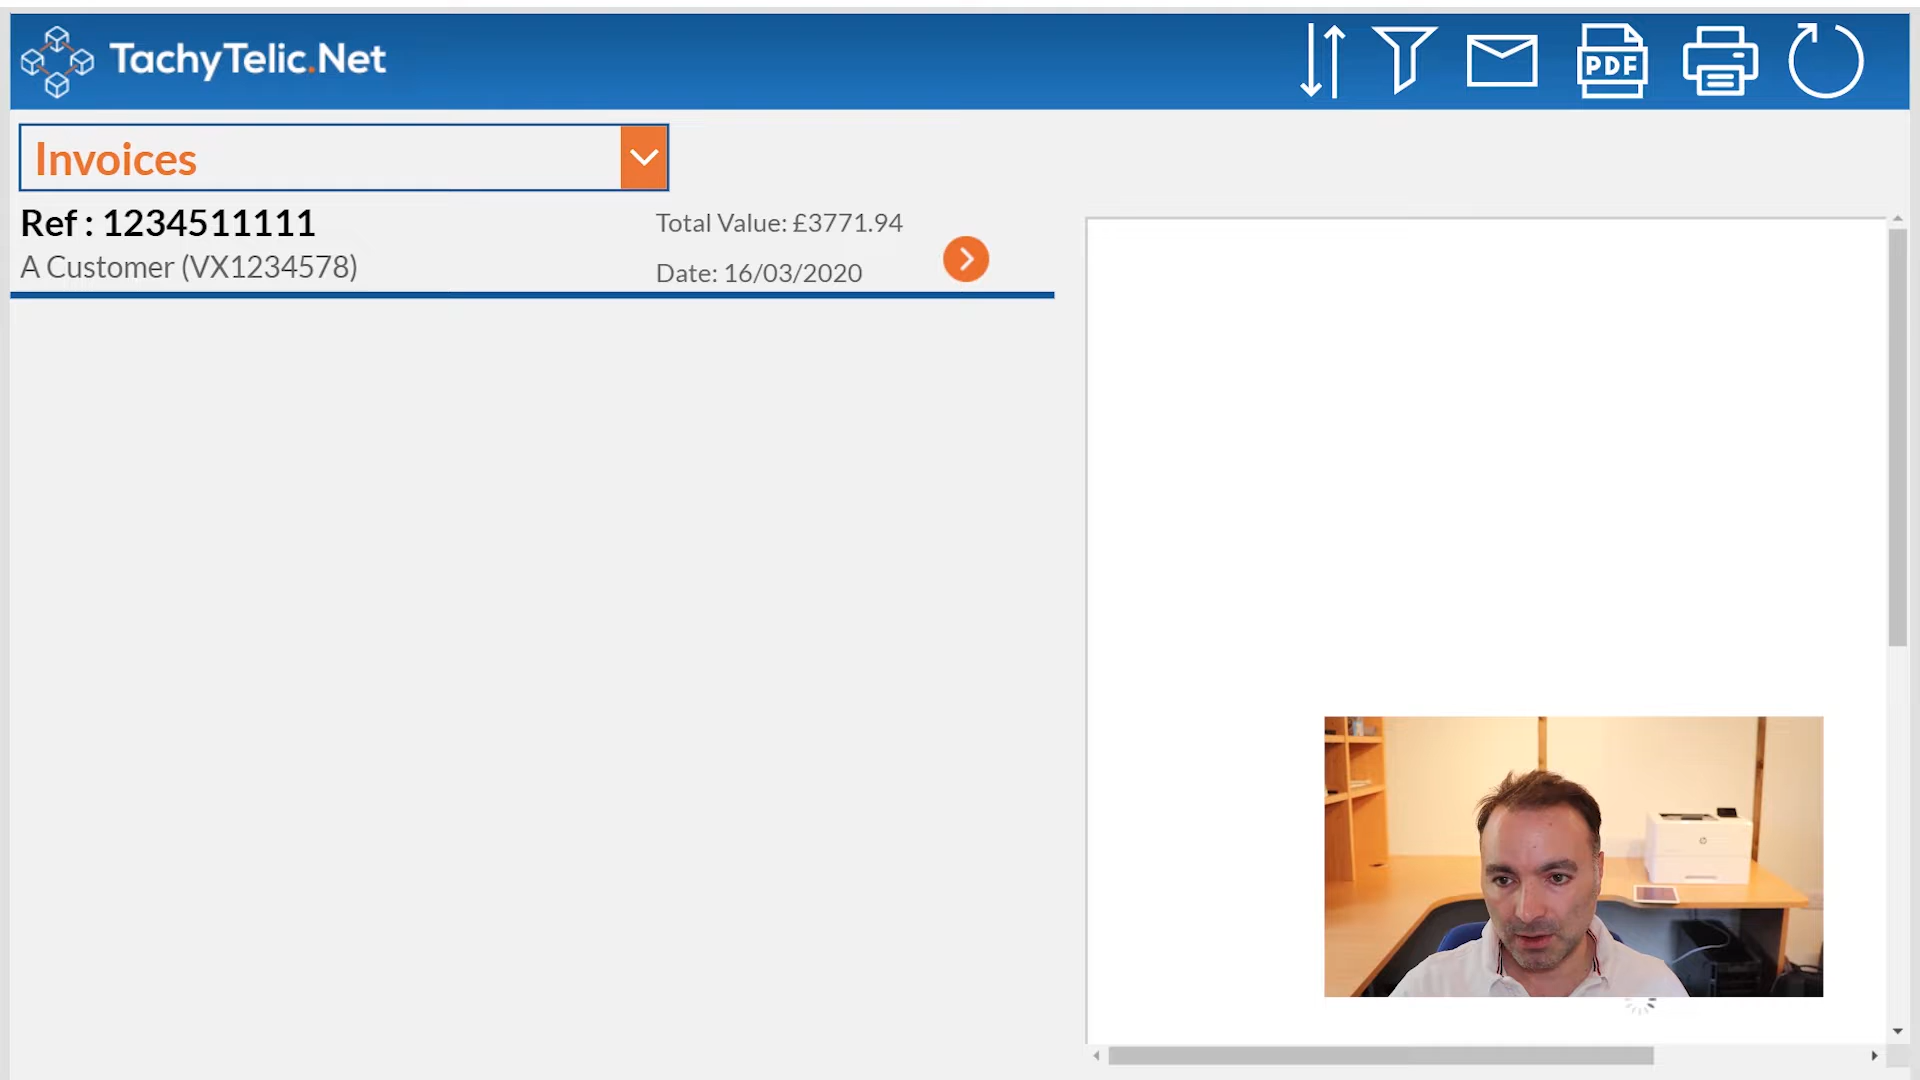 TachyTelic.Net
PDF
Invoices
Ref : 1234511111
Total Value: £3771.94
A Customer (VX1234578)
Date: 16/03/2020